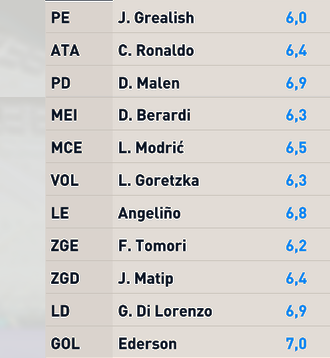 PE J. Grealish 6,0
ATA C. Ronaldo 6,4
PD D. Malen 6,9
MEI D. Berardi 6,3
MCE L. Modrić 6,5
VOL L. Goretzka 6,3
LE Angeliño 6,8
ZGE F. Tomori 6,2
ZGD J. Matip 6,4
LD G. Di Lorenzo 6,9
GOL Ederson 7,0